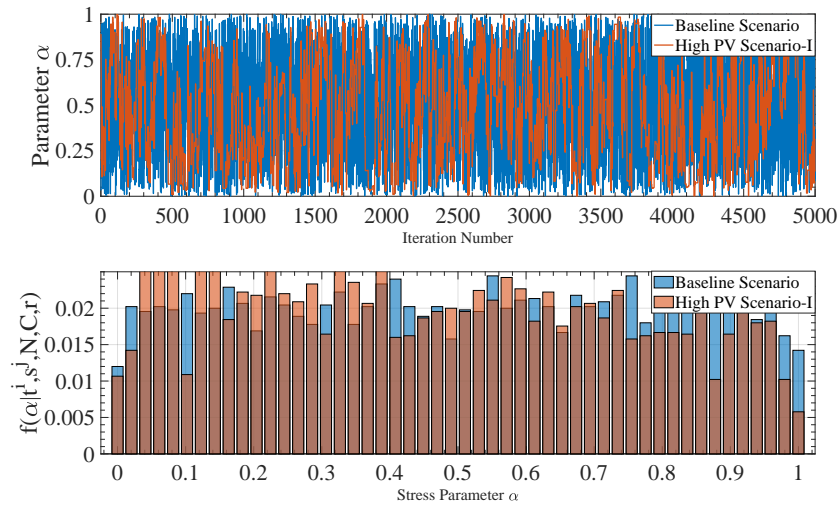 1
0.75
0.5
0.25
0
Parameter α
Baseline Scenario
High PV Scenario-I
0 500 1000 1500 2000 2500 3000 3500 4000 4500 5000
Iteration Number
0.02
0.015
0.01
0.005
0
f(α|tⁱ,sʲ,N,C,r)
Baseline Scenario
High PV Scenario-I
0 0.1 0.2 0.3 0.4 0.5 0.6 0.7 0.8 0.9 1
Stress Parameter α